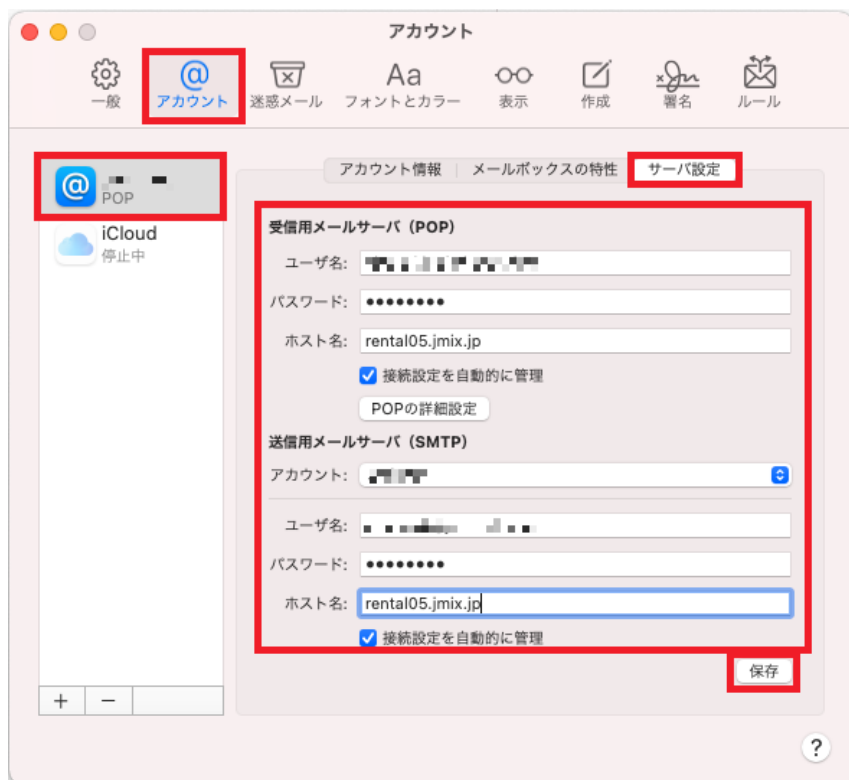 アカウント
一般
@
アカウント
迷惑メール
Aa
フォントとカラー
表示
作成
署名
ルール
@
POP
iCloud
停止中
アカウント情報
メールボックスの特性
サーバ設定
受信用メールサーバ（POP）
ユーザ名:
パスワード: ••••••••
ホスト名: rental05.jmix.jp
接続設定を自動的に管理
POPの詳細設定
送信用メールサーバ（SMTP）
アカウント:
ユーザ名:
パスワード: ••••••••
ホスト名: rental05.jmix.jp
接続設定を自動的に管理
保存
+ −
?